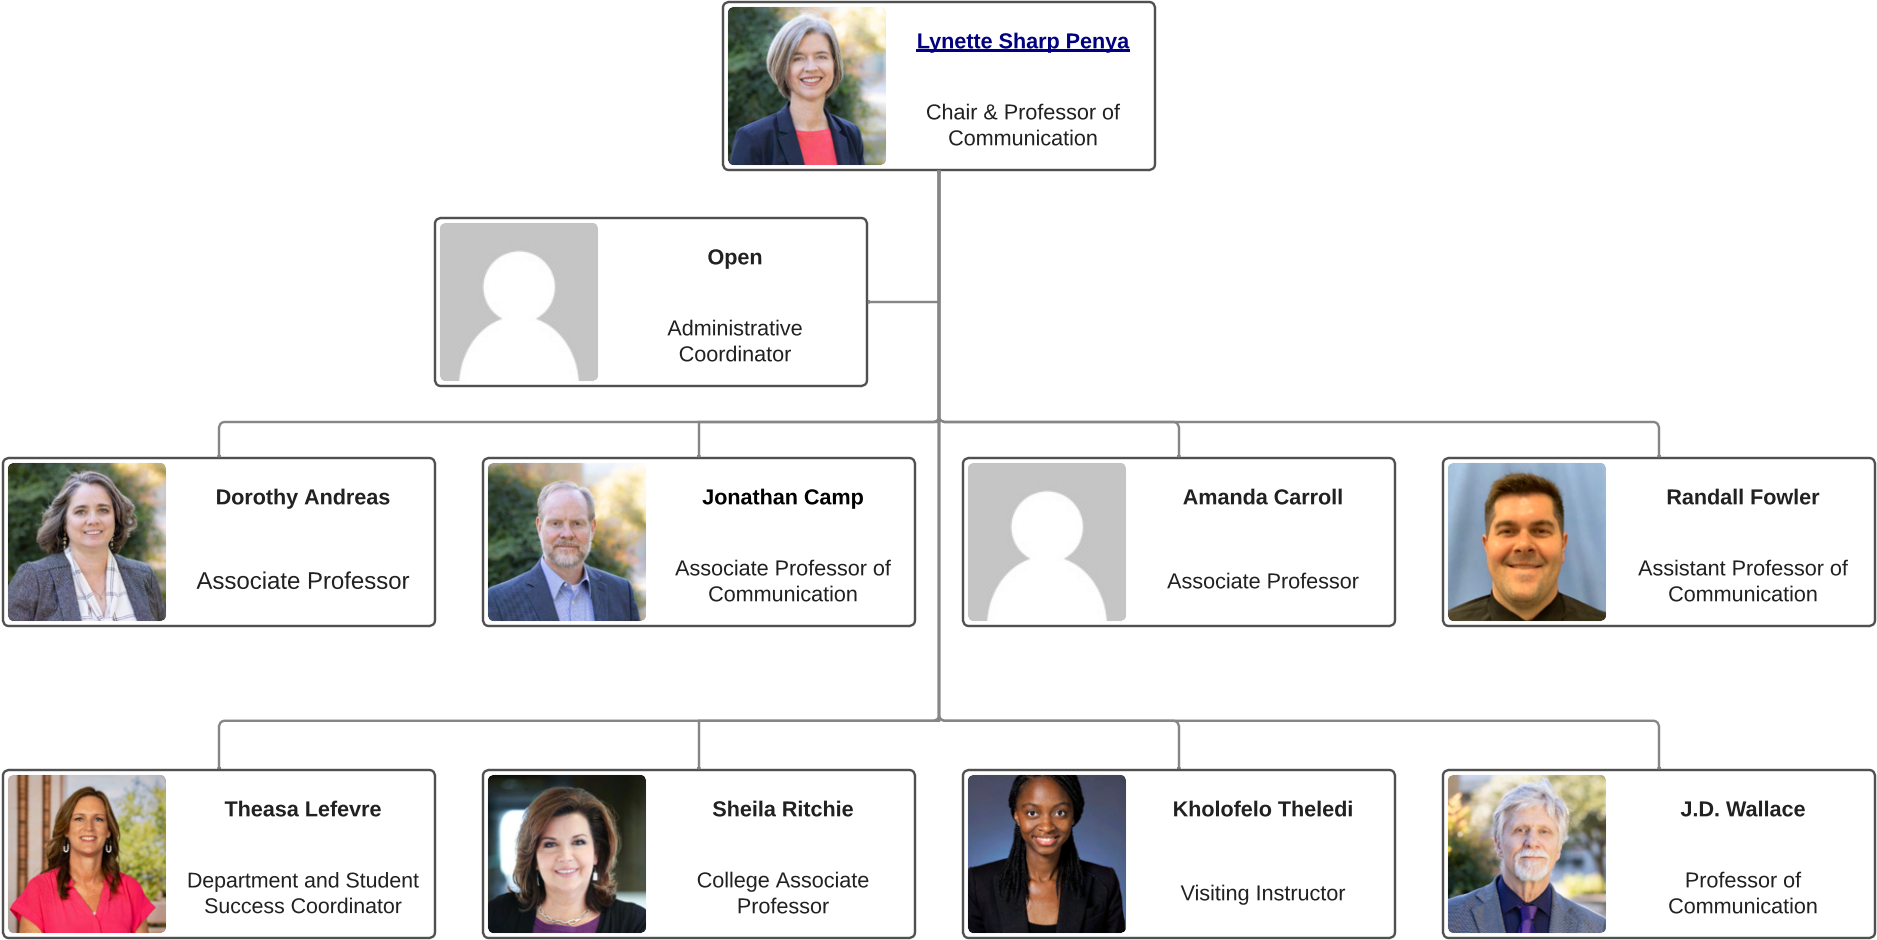 Lynette Sharp Penya
Chair & Professor of
Communication
Open
Administrative
Coordinator
Dorothy Andreas
Associate Professor
Jonathan Camp
Associate Professor of
Communication
Amanda Carroll
Associate Professor
Randall Fowler
Assistant Professor of
Communication
Theasa Lefevre
Department and Student
Success Coordinator
Sheila Ritchie
College Associate
Professor
Kholofelo Theledi
Visiting Instructor
J.D. Wallace
Professor of
Communication